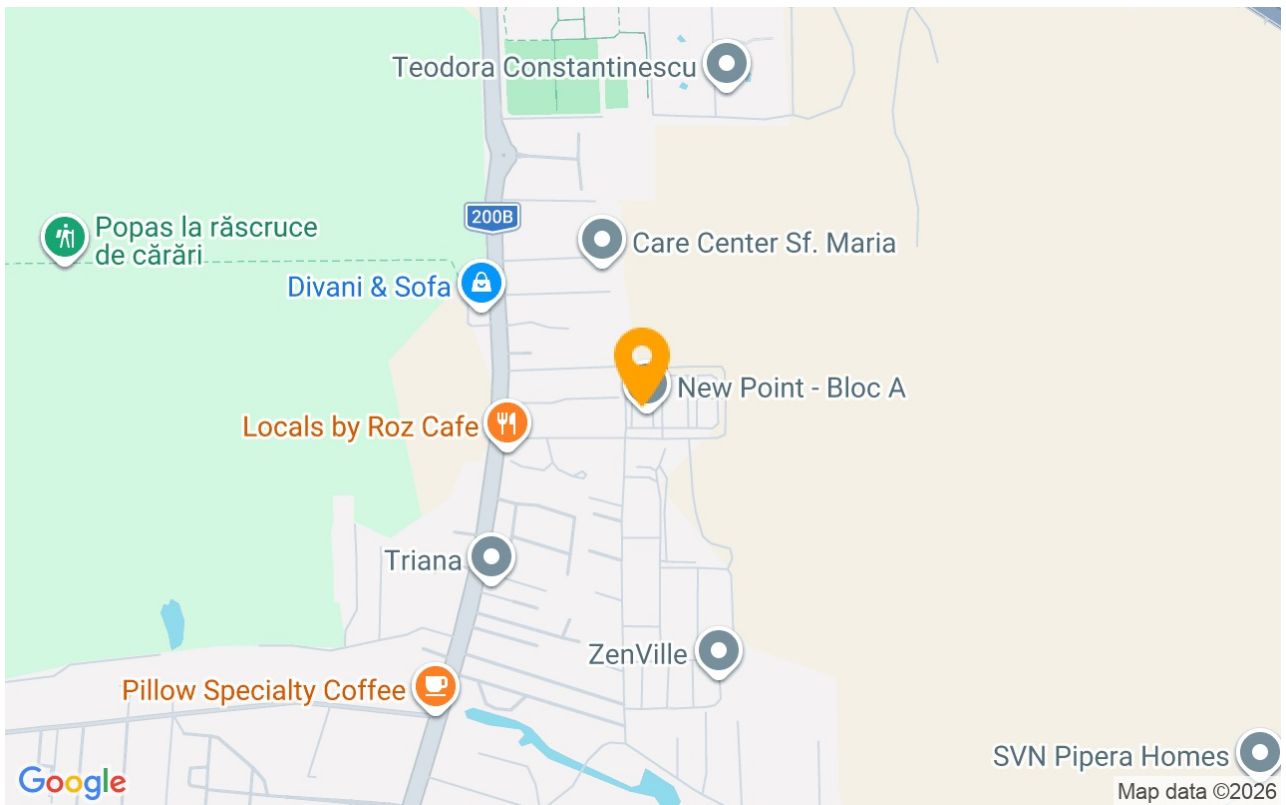 Teodora Constantinescu
200B
Popas la răscruce
de cărări
Care Center Sf. Maria
Divani & Sofa
New Point - Bloc A
Locals by Roz Cafe
Triana
ZenVille
Pillow Specialty Coffee
SVN Pipera Homes
Google
Map data ©2026